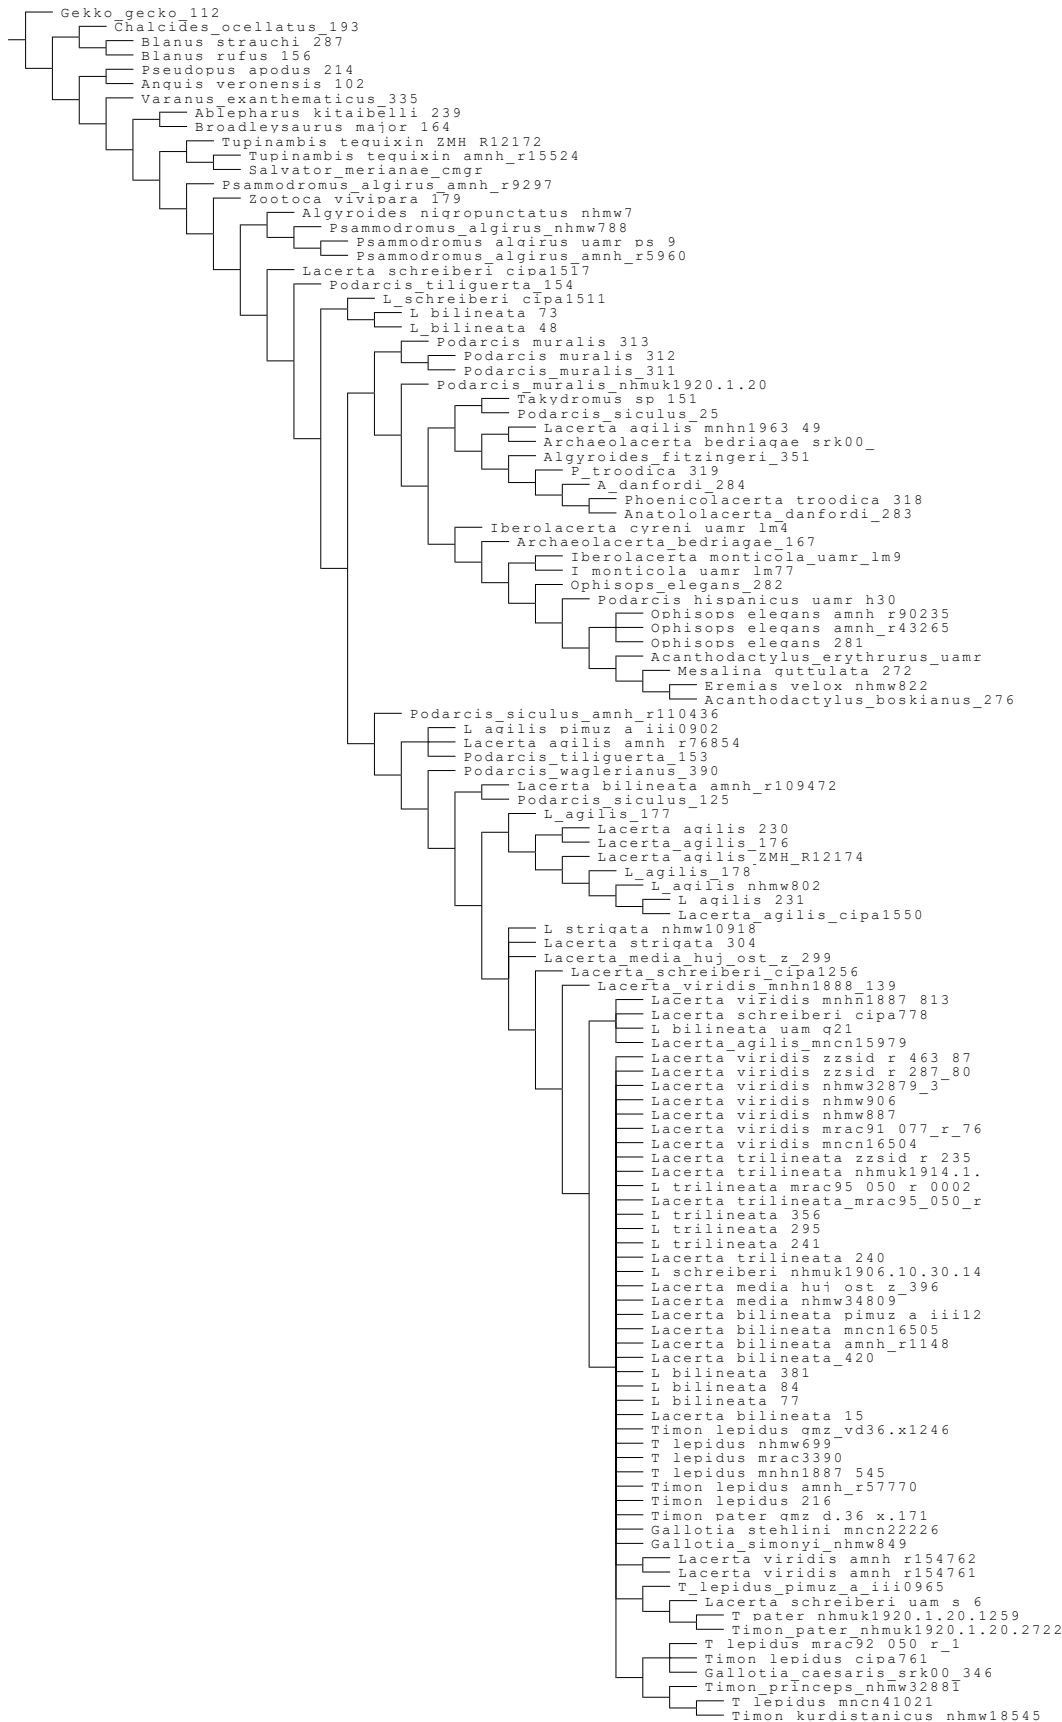 Gekko_gecko_112
Chalcides_ocellatus_193
Blanus_strauchi_287
Blanus_rufus_156
Pseudopus_apodus_214
Anguis_veronensis_102
Varanus_exanthematicus_335
Ablepharus_kitaibelli_239
Broadleysaurus_major_164
Tupinambis_teguixin_ZMH_R12172
Tupinambis_teguixin_amnh_r15524
Salvator_merianae_cmgr
Psammodromus_algirus_amnh_r9297
Zootoca_vivipara_179
Algyroides_nigropunctatus_nhmw7
Psammodromus_algirus_nhmw788
Psammodromus_algirus_uamr_ps_9
Psammodromus_algirus_amnh_r5960
Lacerta_schreiberi_cipa1517
Podarcis_tiliguerta_154
L_schreiberi_cipa1511
L_bilineata_73
L_bilineata_48
Podarcis_muralis_313
Podarcis_muralis_312
Podarcis_muralis_311
Podarcis_muralis_nhmuk1920.1.20
Takydromus_sp_151
Podarcis_siculus_25
Lacerta_agilis_mnhn1963_49
Archaeolacerta_bedriagae_srk00_
Algyroides_fitzingeri_351
P_troodica_319
A_danfordi_284
Phoenicolacerta_troodica_318
Anatololacerta_danfordi_283
Iberolacerta_cyreni_uamr_lm4
Archaeolacerta_bedriagae_167
Iberolacerta_monticola_uamr_lm9
I_monticola_uamr_lm77
Ophisops_elegans_282
Podarcis_hispanicus_uamr_h30
Ophisops_elegans_amnh_r90235
Ophisops_elegans_amnh_r43265
Ophisops_elegans_281
Acanthodactylus_erythrurus_uamr
Mesalina_guttulata_272
Eremias_velox_nhmw822
Acanthodactylus_boskianus_276
Podarcis_siculus_amnh_r110436
L_agilis_pimuz_a_iii0902
Lacerta_agilis_amnh_r76854
Podarcis_tiliguerta_153
Podarcis_waglerianus_390
Lacerta_bilineata_amnh_r109472
Podarcis_siculus_125
L_agilis_177
Lacerta_agilis_230
Lacerta_agilis_176
Lacerta_agilis_ZMH_R12174
L_agilis_178
L_agilis_nhmw802
L_agilis_231
Lacerta_agilis_cipa1550
L_strigata_nhmw10918
Lacerta_strigata_304
Lacerta_media_huj_ost_z_299
Lacerta_schreiberi_cipa1256
Lacerta_viridis_mnhn1888_139
Lacerta_viridis_mnhn1887_813
Lacerta_schreiberi_cipa778
L_bilineata_uam_g21
Lacerta_agilis_mncn15979
Lacerta_viridis_zzsid_r_463_87
Lacerta_viridis_zzsid_r_287_80
Lacerta_viridis_nhmw32879_3
Lacerta_viridis_nhmw906
Lacerta_viridis_nhmw887
Lacerta_viridis_mrac91_077_r_76
Lacerta_viridis_mncn16504
Lacerta_trilineata_zzsid_r_235
Lacerta_trilineata_nhmuk1914.1.
L_trilineata_mrac95_050_r_0002
Lacerta_trilineata_mrac95_050_r
L_trilineata_356
L_trilineata_295
L_trilineata_241
Lacerta_trilineata_240
L_schreiberi_nhmuk1906.10.30.14
Lacerta_media_huj_ost_z_396
Lacerta_media_nhmw34809
Lacerta_bilineata_pimuz_a_iii12
Lacerta_bilineata_mncn16505
Lacerta_bilineata_amnh_r1148
Lacerta_bilineata_420
L_bilineata_381
L_bilineata_84
L_bilineata_77
Lacerta_bilineata_15
Timon_lepidus_gmz_vd36.x1246
T_lepidus_nhmw699
T_lepidus_mrac3390
T_lepidus_mnhn1887_545
Timon_lepidus_amnh_r57770
Timon_lepidus_216
Timon_pater_gmz_d.36_x.171
Gallotia_stehlini_mncn22226
Gallotia_simonyi_nhmw849
Lacerta_viridis_amnh_r154762
Lacerta_viridis_amnh_r154761
T_lepidus_pimuz_a_iii0965
Lacerta_schreiberi_uam_s_6
T_pater_nhmuk1920.1.20.1259
Timon_pater_nhmuk1920.1.20.2722
T_lepidus_mrac92_050_r_1
Timon_lepidus_cipa761
Gallotia_caesaris_srk00_346
Timon_princeps_nhmw32881
T_lepidus_mncn41021
Timon_kurdistanicus_nhmw18545